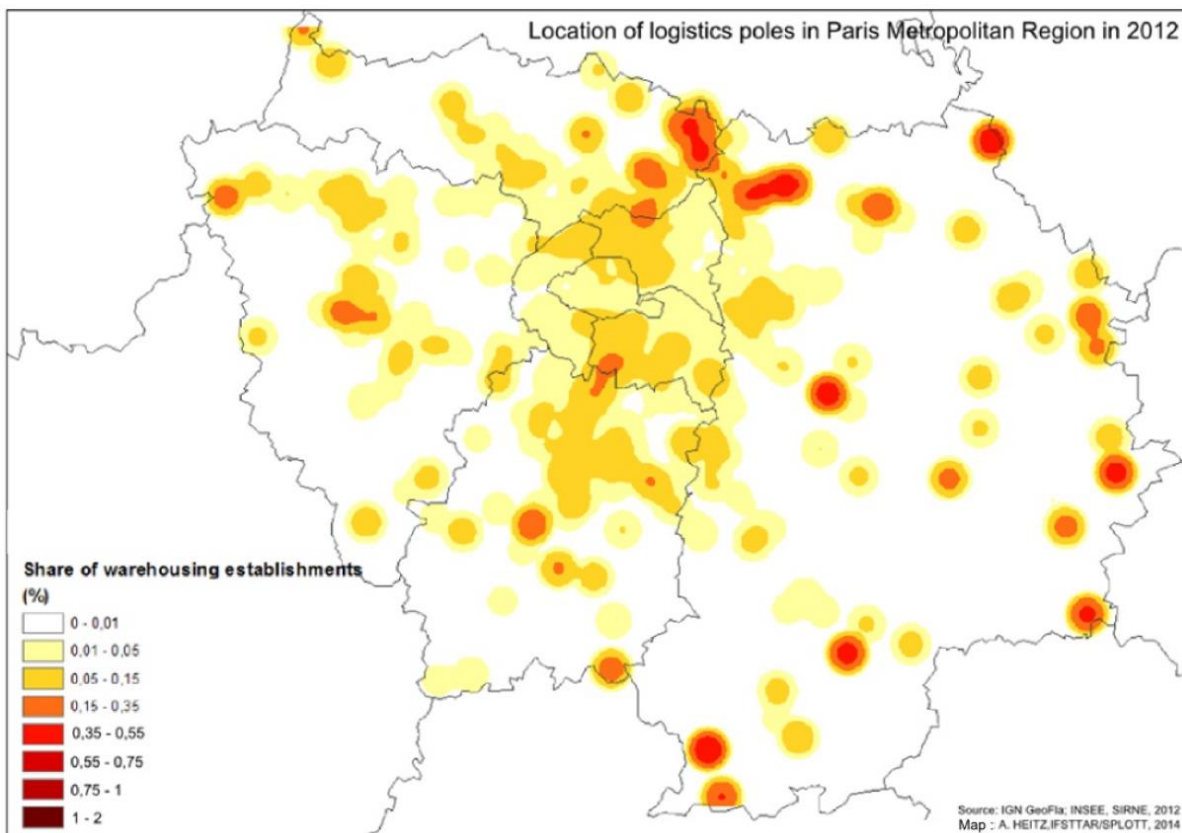 Location of logistics poles in Paris Metropolitan Region in 2012
Share of warehousing establishments
(%)
0 - 0,01
0,01 - 0,05
0,05 - 0,15
0,15 - 0,35
0,35 - 0,55
0,55 - 0,75
0,75 - 1
1 - 2
Source: IGN GeoFla; INSEE, SIRNE, 2012
Map : A. HEITZ,IFSTTAR/SPLOTT, 2014